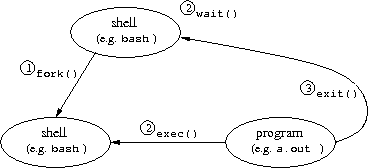 ② wait()
shell
(e.g. bash )
① fork()
③ exit()
shell
(e.g. bash )
② exec()
program
(e.g. a.out )